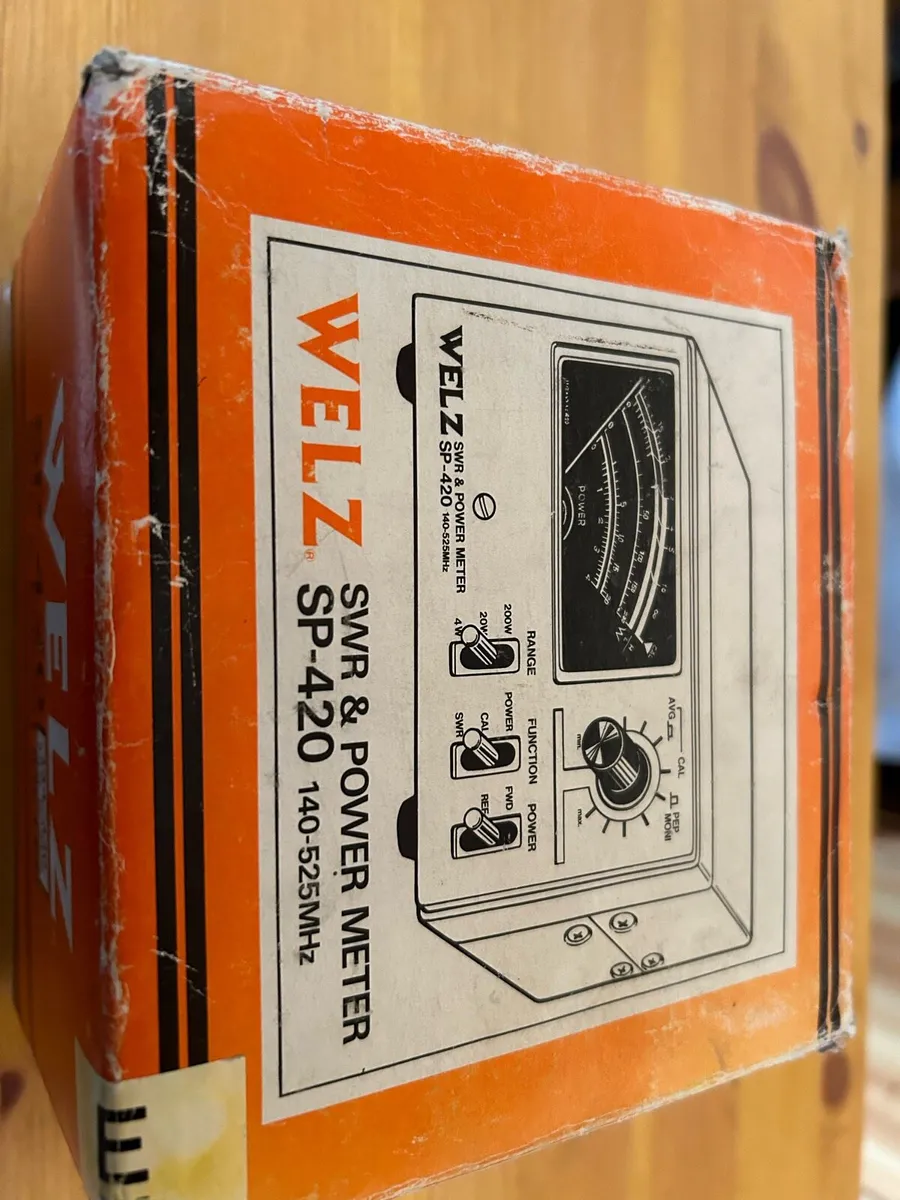 AVG
CAL
PEP
MONI
POWER
min.
max.
RANGE
FUNCTION
POWER
200W
POWER
FWD
20W
CAL
4W
SWR
REF
WELZ
SWR & POWER METER
SP-420 140-525MHz
WELZ®
SWR & POWER METER
SP-420 140-525MHz
WELZ